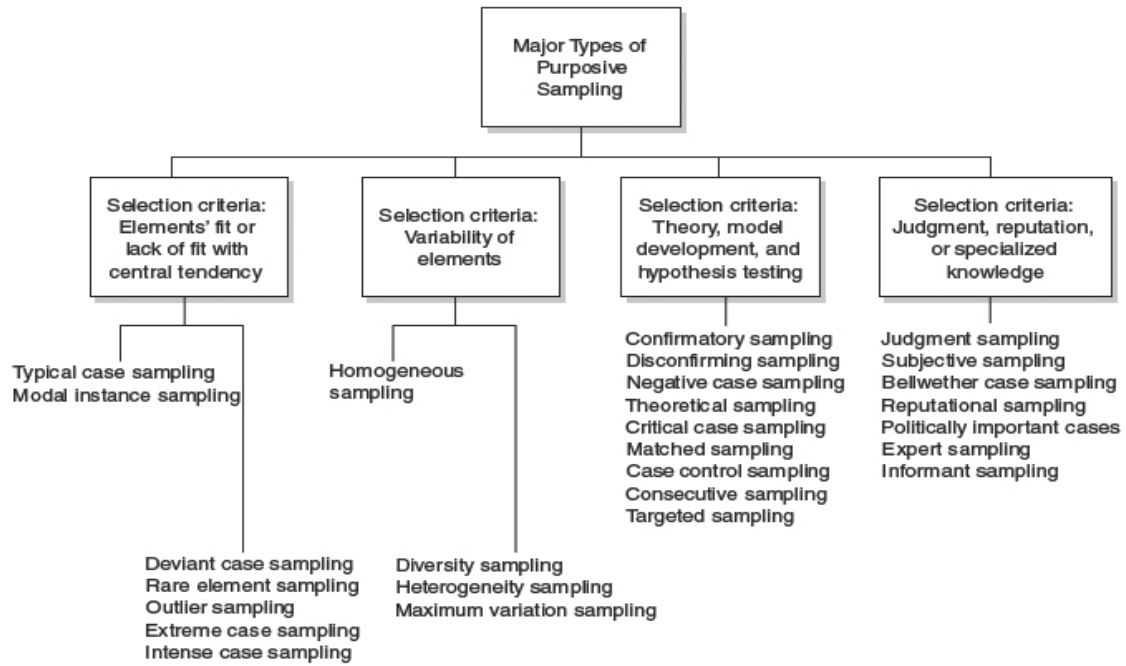 Major Types of
Purposive
Sampling
Selection criteria:
Elements' fit or
lack of fit with
central tendency
Selection criteria:
Variability of
elements
Selection criteria:
Theory, model
development, and
hypothesis testing
Selection criteria:
Judgment, reputation,
or specialized
knowledge
Typical case sampling
Modal instance sampling
Deviant case sampling
Rare element sampling
Outlier sampling
Extreme case sampling
Intense case sampling
Homogeneous
sampling
Diversity sampling
Heterogeneity sampling
Maximum variation sampling
Confirmatory sampling
Disconfirming sampling
Negative case sampling
Theoretical sampling
Critical case sampling
Matched sampling
Case control sampling
Consecutive sampling
Targeted sampling
Judgment sampling
Subjective sampling
Bellwether case sampling
Reputational sampling
Politically important cases
Expert sampling
Informant sampling